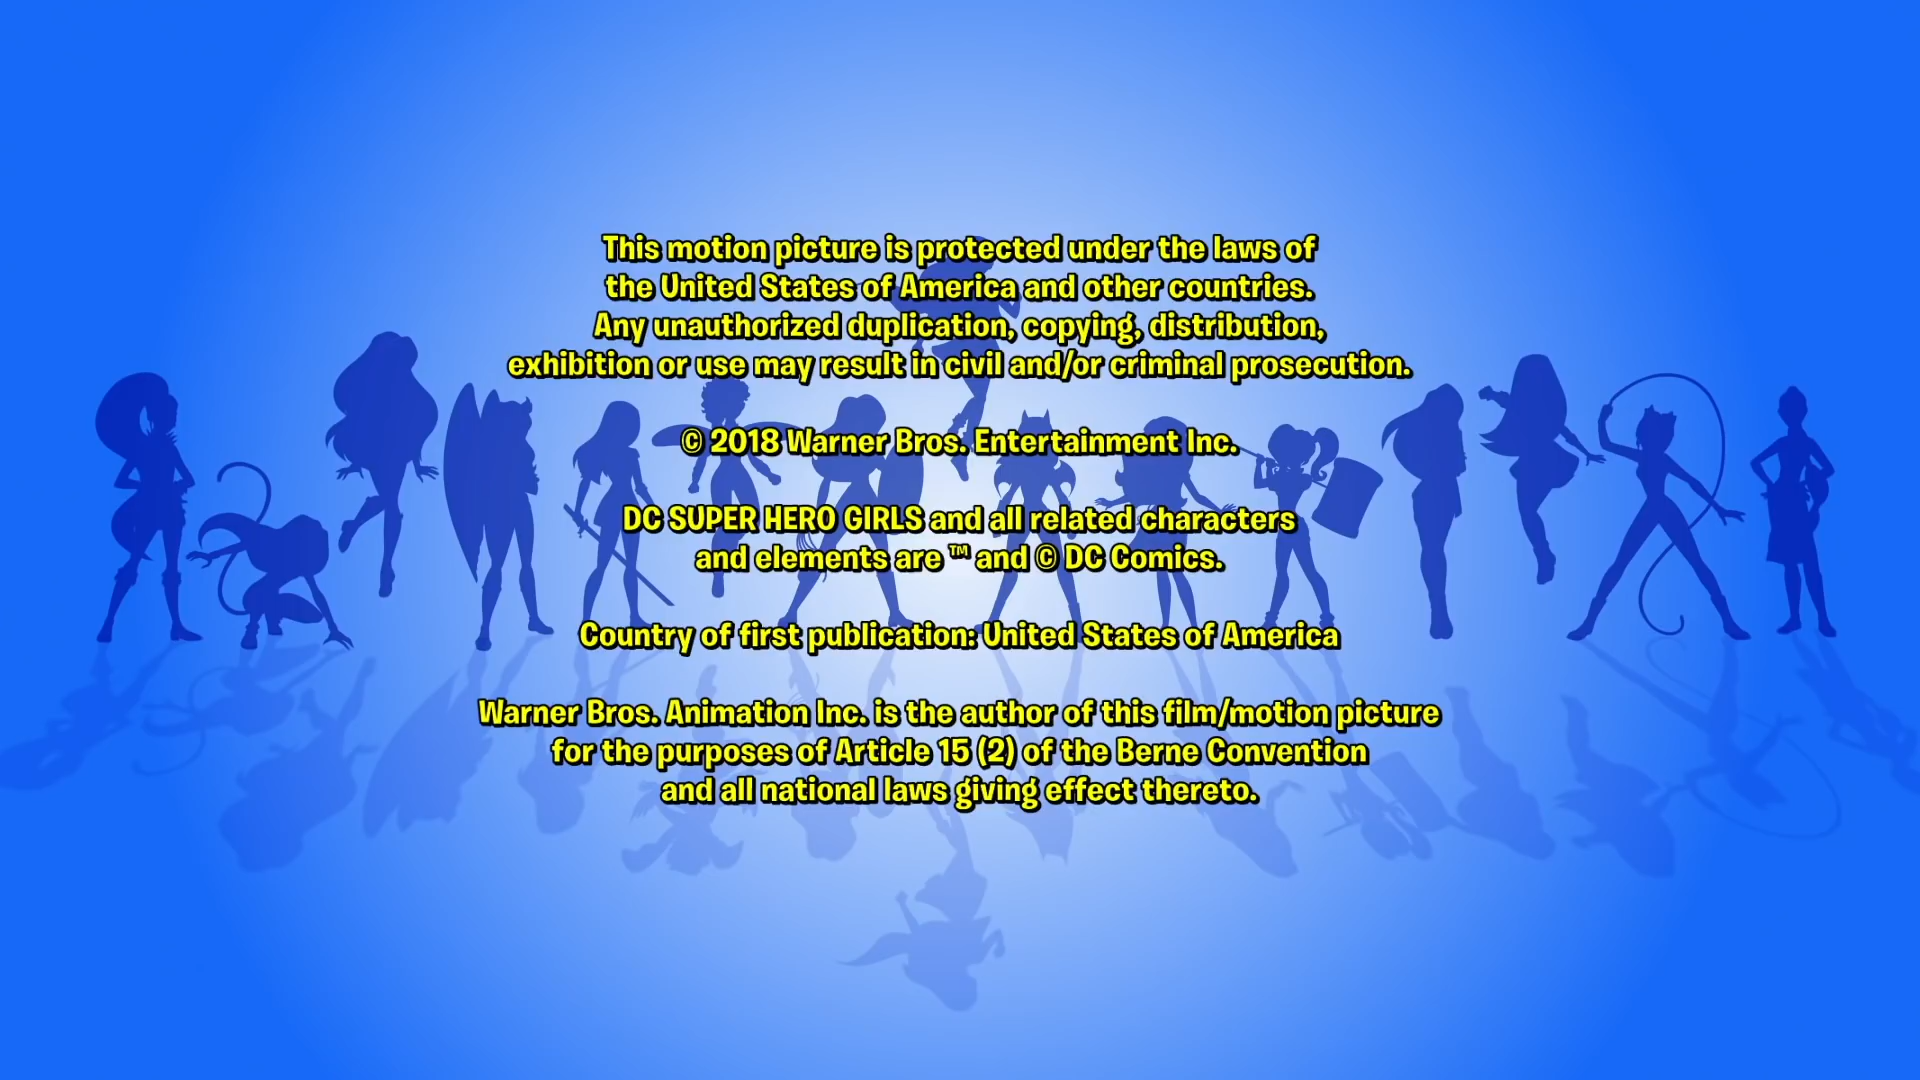 This motion picture is protected under the laws of
the United States of America and other countries.
Any unauthorized duplication, copying, distribution,
exhibition or use may result in civil and/or criminal prosecution.
© 2018 Warner Bros. Entertainment Inc.
DC SUPER HERO GIRLS and all related characters
and elements are ™ and © DC Comics.
Country of first publication: United States of America
Warner Bros. Animation Inc. is the author of this film/motion picture
for the purposes of Article 15 (2) of the Berne Convention
and all national laws giving effect thereto.